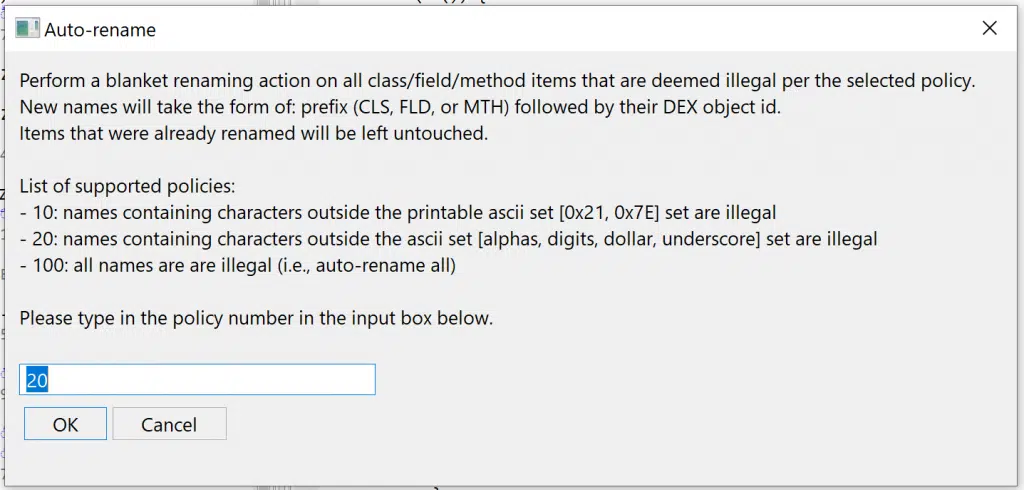 Auto-rename
Perform a blanket renaming action on all class/field/method items that are deemed illegal per the selected policy.
New names will take the form of: prefix (CLS, FLD, or MTH) followed by their DEX object id.
Items that were already renamed will be left untouched.
List of supported policies:
- 10: names containing characters outside the printable ascii set [0x21, 0x7E] set are illegal
- 20: names containing characters outside the ascii set [alphas, digits, dollar, underscore] set are illegal
- 100: all names are are illegal (i.e., auto-rename all)
Please type in the policy number in the input box below.
20
OK Cancel